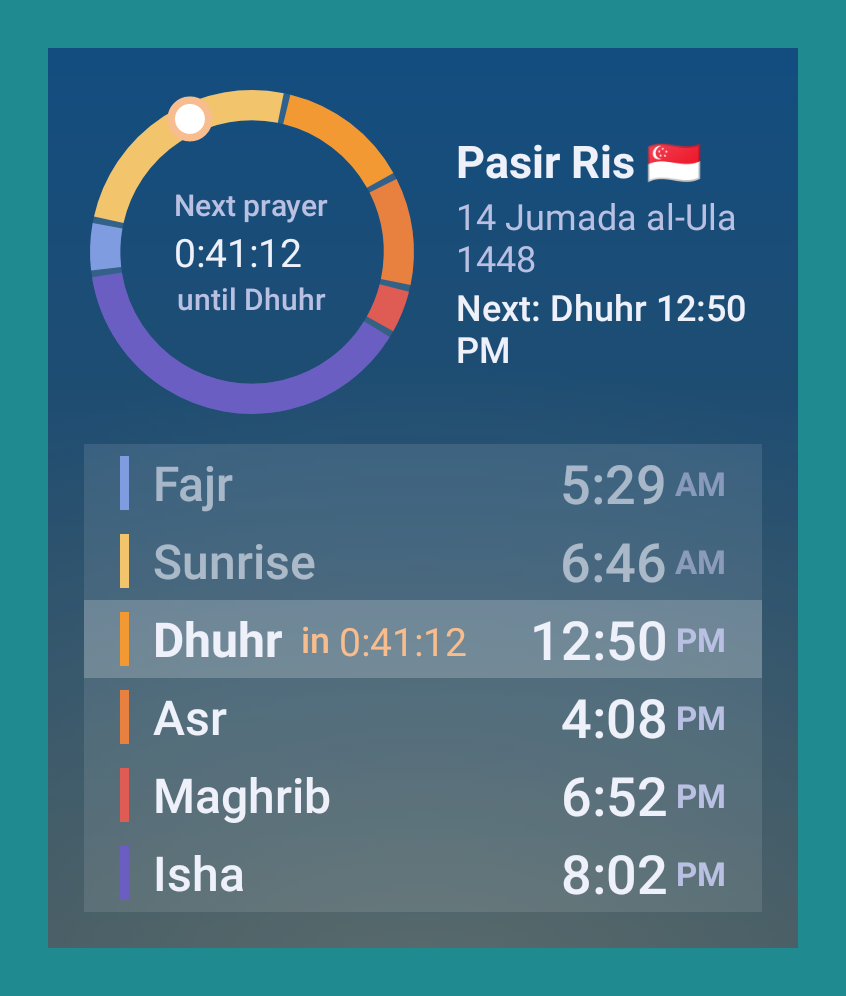 Next prayer
0:41:12
until Dhuhr
Pasir Ris 🇸🇬
14 Jumada al-Ula
1448
Next: Dhuhr 12:50
PM
Fajr 5:29 AM
Sunrise 6:46 AM
Dhuhr in 0:41:12 12:50 PM
Asr 4:08 PM
Maghrib 6:52 PM
Isha 8:02 PM